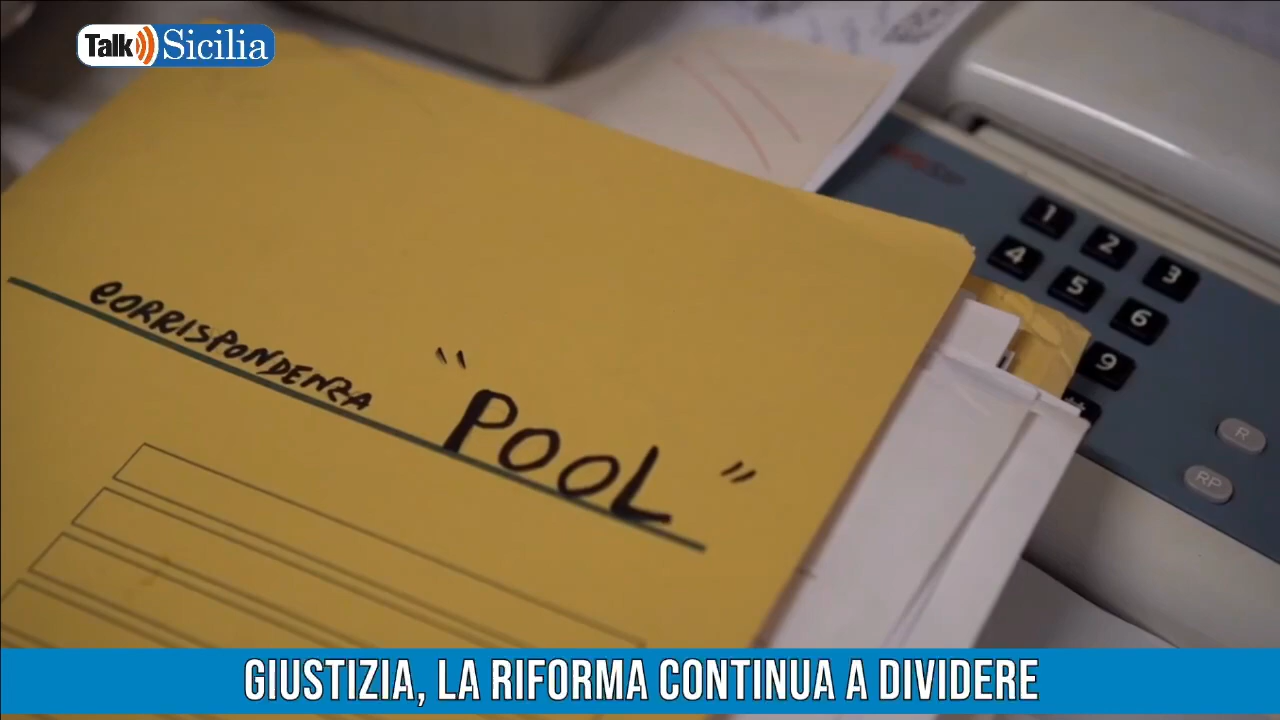 Talk Sicilia
CORRISPONDENZA "POOL"
1
2
3
4
5
6
9
R
RP
GIUSTIZIA, LA RIFORMA CONTINUA A DIVIDERE